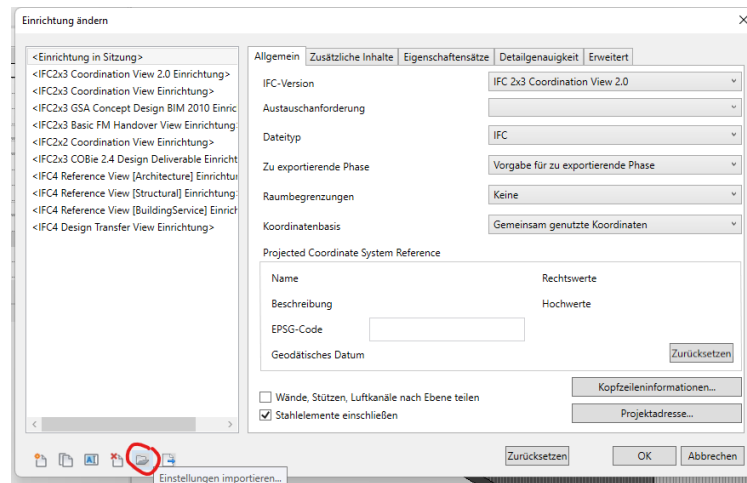 Einrichtung ändern
<Einrichtung in Sitzung>
<IFC2x3 Coordination View 2.0 Einrichtung>
<IFC2x3 Coordination View Einrichtung>
<IFC2x3 GSA Concept Design BIM 2010 Einric
<IFC2x3 Basic FM Handover View Einrichtung
<IFC2x2 Coordination View Einrichtung>
<IFC2x3 COBie 2.4 Design Deliverable Einricht
<IFC4 Reference View [Architecture] Einrichtur
<IFC4 Reference View [Structural] Einrichtung
<IFC4 Reference View [BuildingService] Einrich
<IFC4 Design Transfer View Einrichtung>
Allgemein Zusätzliche Inhalte Eigenschaftensätze Detailgenauigkeit Erweitert
IFC-Version IFC 2x3 Coordination View 2.0
Austauschanforderung
Dateityp IFC
Zu exportierende Phase Vorgabe für zu exportierende Phase
Raumbegrenzungen Keine
Koordinatenbasis Gemeinsam genutzte Koordinaten
Projected Coordinate System Reference
Name Rechtswerte
Beschreibung Hochwerte
EPSG-Code
Geodätisches Datum Zurücksetzen
Kopfzeileninformationen...
Wände, Stützen, Luftkanäle nach Ebene teilen
Stahlelemente einschließen Projektadresse...
Zurücksetzen OK Abbrechen
Einstellungen importieren...